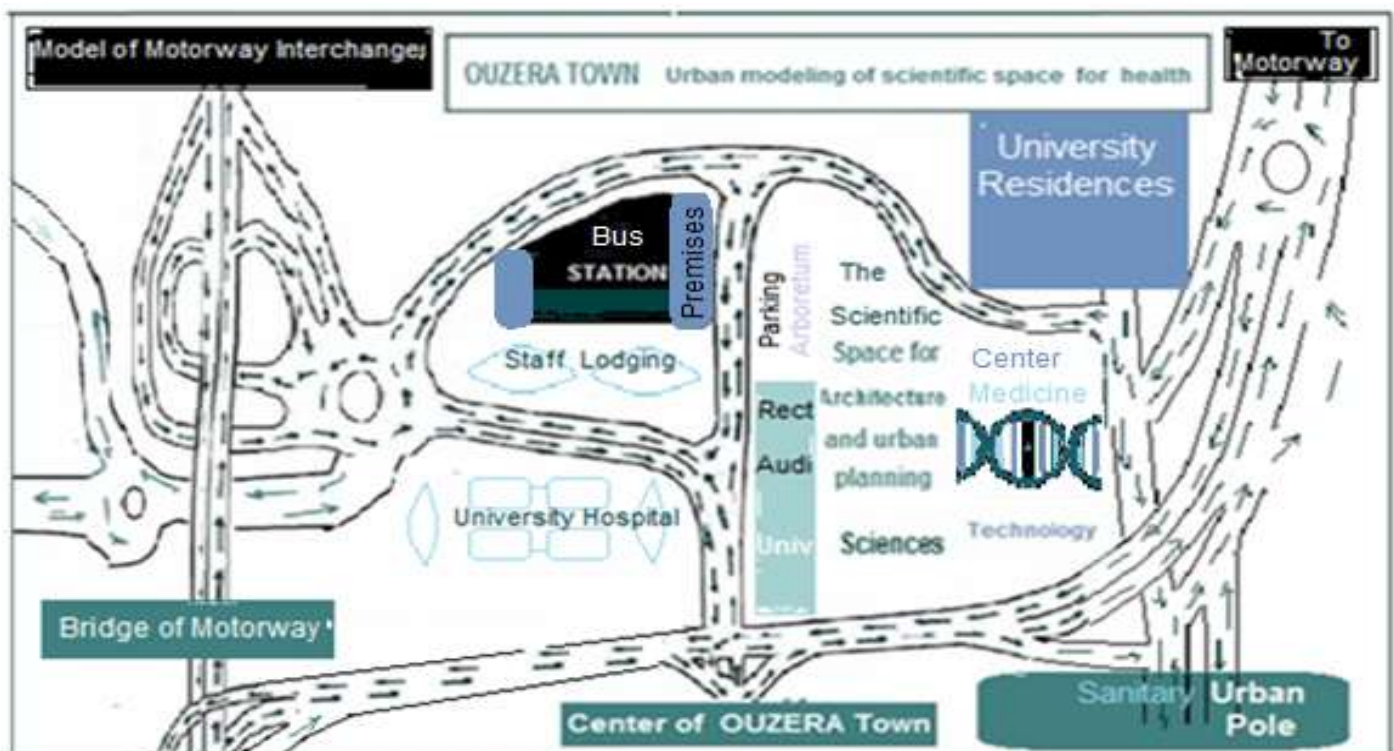 Model of Motorway Interchange
OUZERA TOWN Urban modeling of scientific space for health
To
Motorway
University
Residences
Bus
STATION
Premises
Parking
Arboretum
The
Scientific
Space for
Architecture
and urban
planning
Sciences
Center
Medicine
Technology
Staff Lodging
Rect
Audi
Univ
University Hospital
Bridge of Motorway
Center of OUZERA Town
Sanitary Urban
Pole